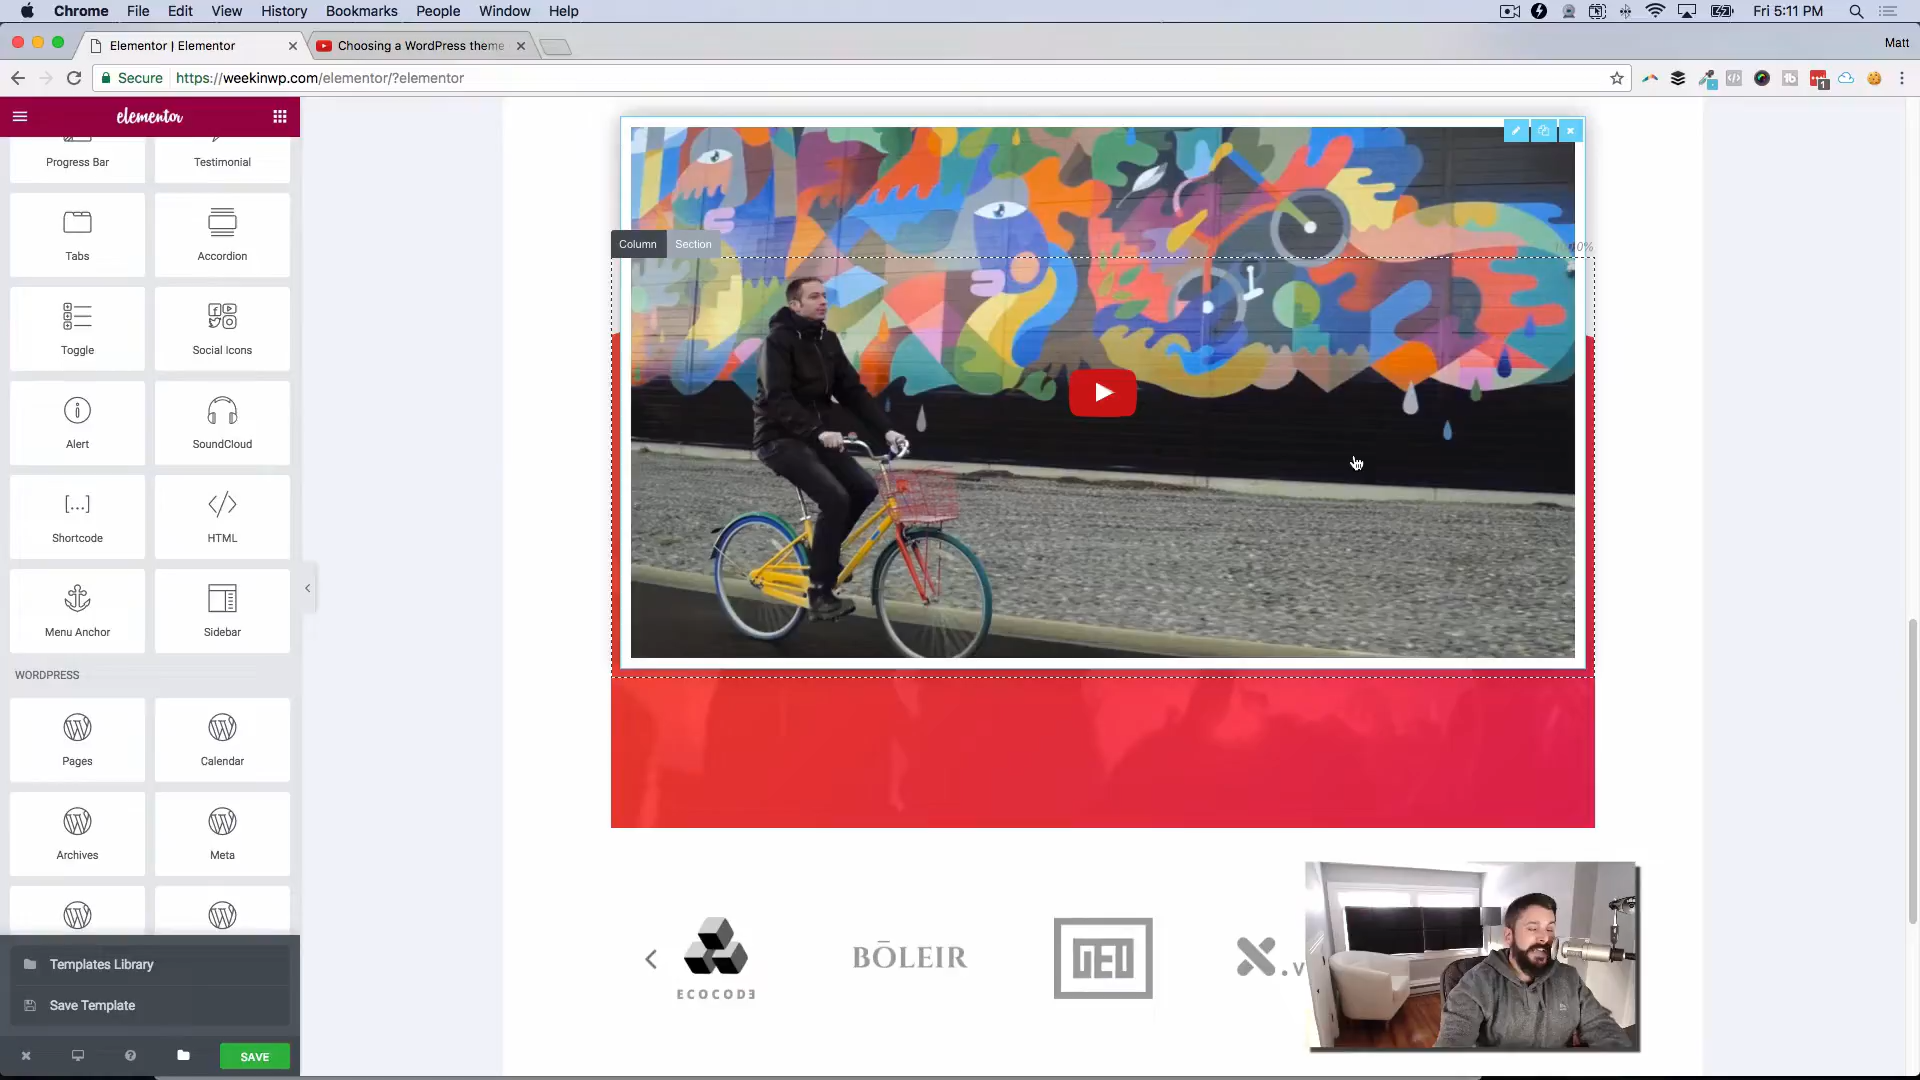 Chrome File Edit View History Bookmarks People Window Help
Fri 5:11 PM
Elementor | Elementor
Choosing a WordPress theme
Matt
Secure
https://weekinwp.com/elementor/?elementor
1
elementor
Progress Bar
Testimonial
Tabs
Accordion
Toggle
Social Icons
Alert
SoundCloud
[...]
</>
Shortcode
HTML
Menu Anchor
Sidebar
WORDPRESS
Pages
Calendar
Archives
Meta
Templates Library
Save Template
SAVE
Column
Section
ECOCOD3
BŌLEIR
GEO
X.v